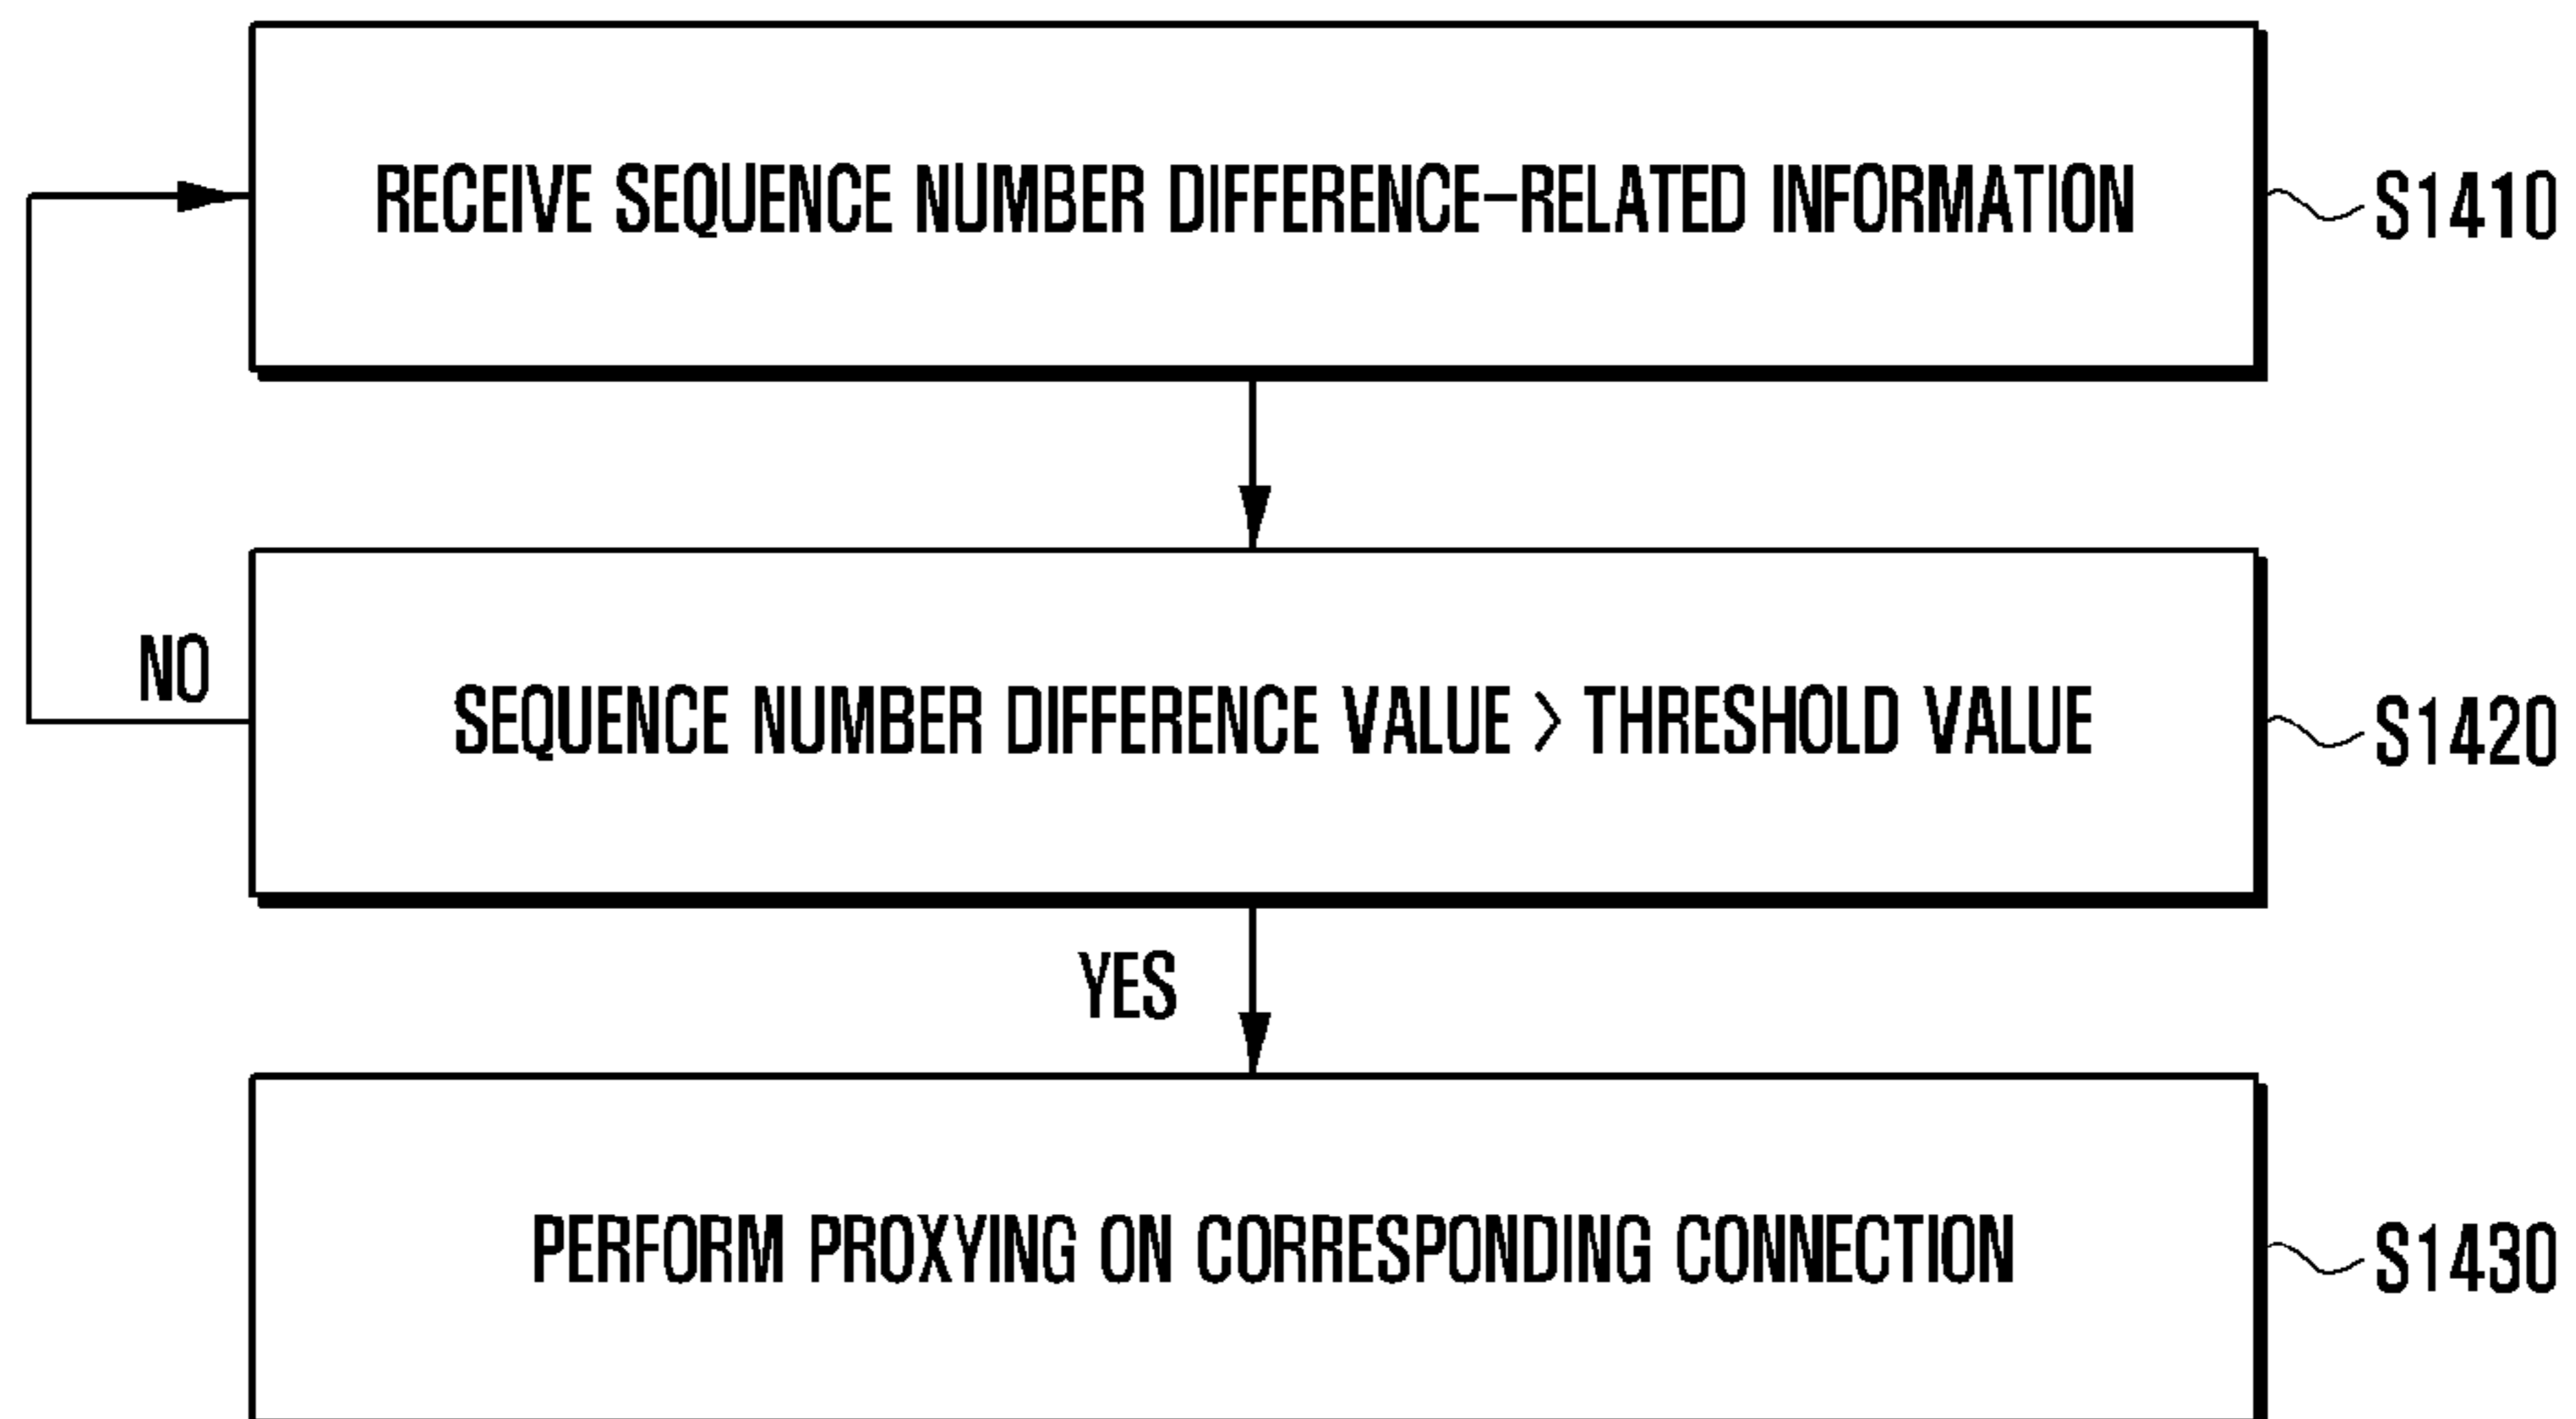 RECEIVE SEQUENCE NUMBER DIFFERENCE-RELATED INFORMATION
S1410
NO
SEQUENCE NUMBER DIFFERENCE VALUE > THRESHOLD VALUE
S1420
YES
PERFORM PROXYING ON CORRESPONDING CONNECTION
S1430